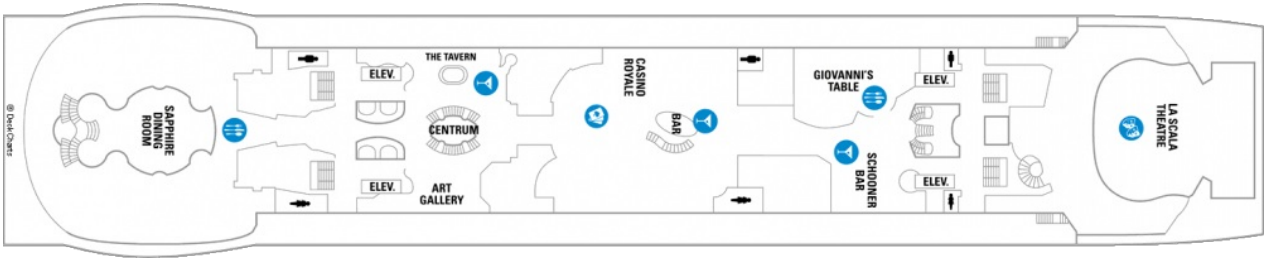 © DeckCharts
SAPPHIRE
DINING
ROOM
ELEV.
ELEV.
THE TAVERN
CENTRUM
ART
GALLERY
CASINO
ROYALE
BAR
GIOVANNI'S
TABLE
SCHOONER
BAR
ELEV.
ELEV.
LA SCALA
THEATRE